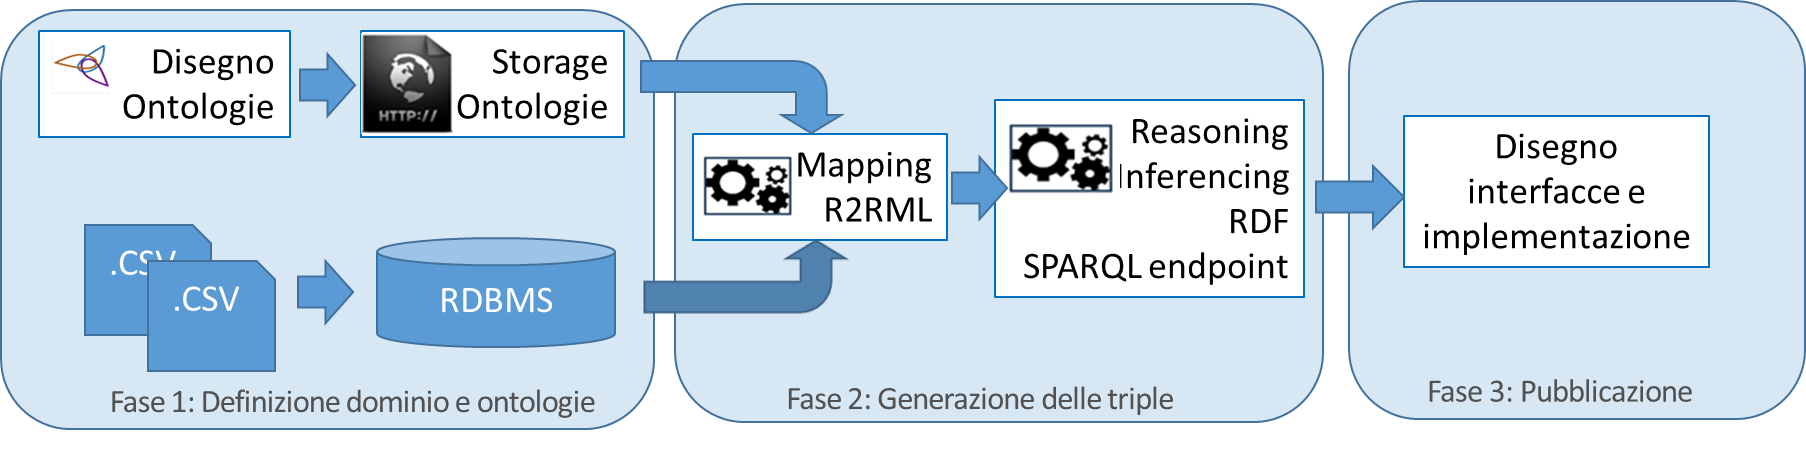 Disegno
Ontologie
HTTP://
Storage
Ontologie
.CSV
.CSV
RDBMS
Fase 1: Definizione dominio e ontologie
Mapping
R2RML
Reasoning
Inferencing
RDF
SPARQL endpoint
Fase 2: Generazione delle triple
Disegno
interfacce e
implementazione
Fase 3: Pubblicazione